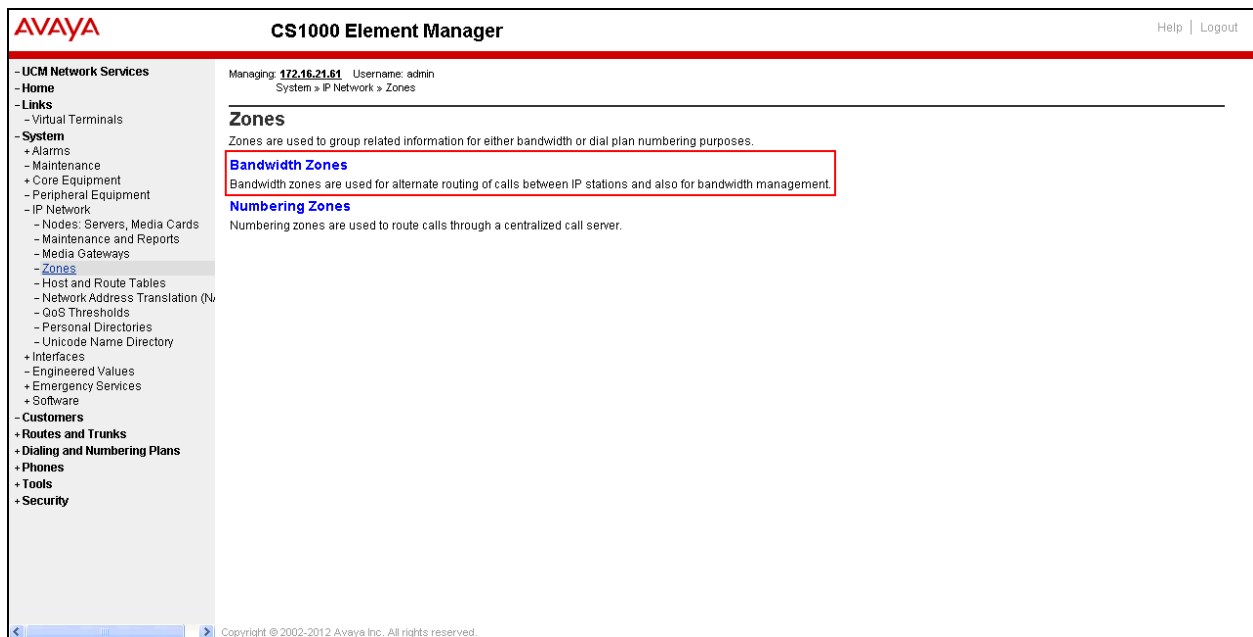 AVAYA
CS1000 Element Manager
Help | Logout
- UCM Network Services
- Home
- Links
- Virtual Terminals
- System
+ Alarms
- Maintenance
+ Core Equipment
- Peripheral Equipment
- IP Network
- Nodes: Servers, Media Cards
- Maintenance and Reports
- Media Gateways
- Zones
- Host and Route Tables
- Network Address Translation (N
- QoS Thresholds
- Personal Directories
- Unicode Name Directory
+ Interfaces
- Engineered Values
+ Emergency Services
+ Software
- Customers
+ Routes and Trunks
+ Dialing and Numbering Plans
+ Phones
+ Tools
+ Security
Managing: 172.16.21.61 Username: admin
System » IP Network » Zones
Zones
Zones are used to group related information for either bandwidth or dial plan numbering purposes.
Bandwidth Zones
Bandwidth zones are used for alternate routing of calls between IP stations and also for bandwidth management.
Numbering Zones
Numbering zones are used to route calls through a centralized call server.
Copyright © 2002-2012 Avaya Inc. All rights reserved.